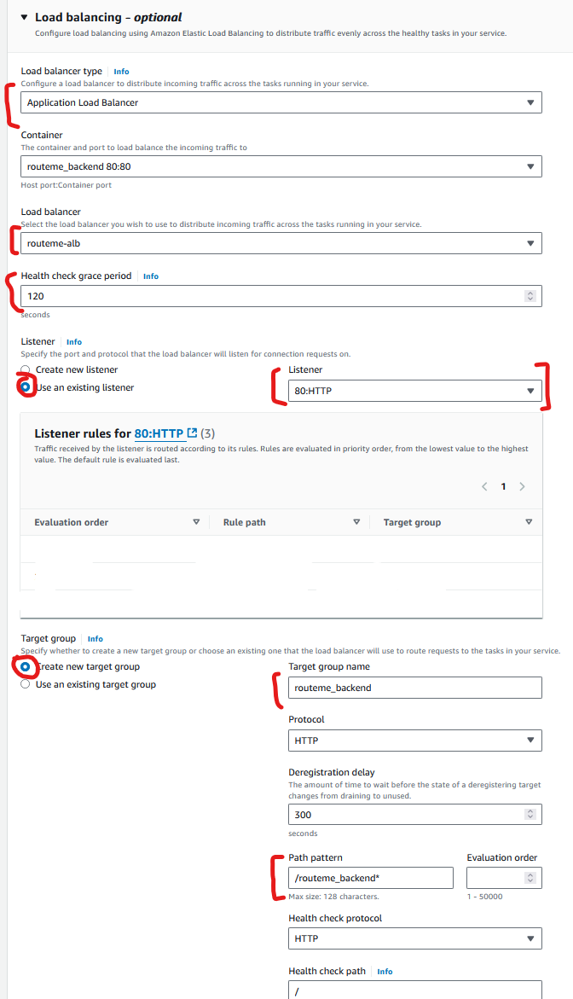 ▼ Load balancing - optional
Configure load balancing using Amazon Elastic Load Balancing to distribute traffic evenly across the healthy tasks in your service.
Load balancer type Info
Configure a load balancer to distribute incoming traffic across the tasks running in your service.
Application Load Balancer
Container
The container and port to load balance the incoming traffic to
routeme_backend 80:80
Host port:Container port
Load balancer
Select the load balancer you wish to use to distribute incoming traffic across the tasks running in your service.
routeme-alb
Health check grace period Info
120
seconds
Listener Info
Specify the port and protocol that the load balancer will listen for connection requests on.
Create new listener
Use an existing listener
Listener
80:HTTP
Listener rules for 80:HTTP (3)
Traffic received by the listener is routed according to its rules. Rules are evaluated in priority order, from the lowest value to the highest
value. The default rule is evaluated last.
< 1 >
Evaluation order Rule path Target group
Target group Info
Specify whether to create a new target group or choose an existing one that the load balancer will use to route requests to the tasks in your service.
Create new target group
Use an existing target group
Target group name
routeme_backend
Protocol
HTTP
Deregistration delay
The amount of time to wait before the state of a deregistering target
changes from draining to unused.
300
seconds
Path pattern Evaluation order
/routeme_backend*
Max size: 128 characters. 1 - 50000
Health check protocol
HTTP
Health check path Info
/